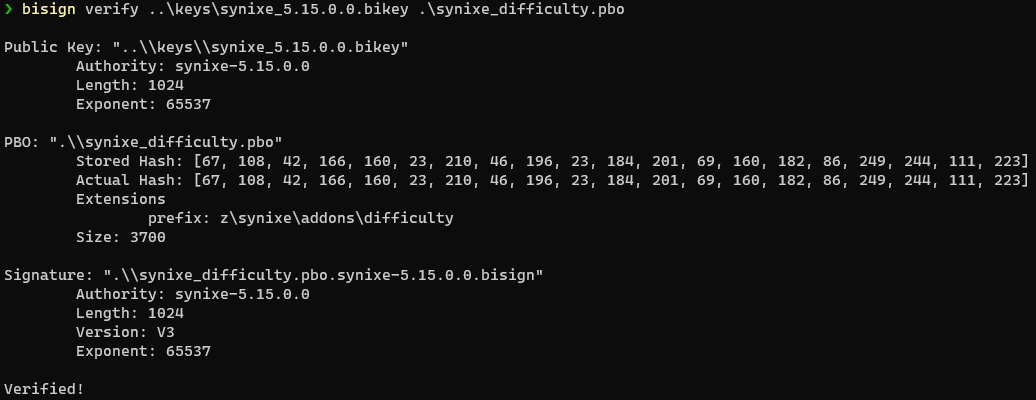 ❯ bisign verify ..\keys\synixe_5.15.0.0.bikey .\synixe_difficulty.pbo
Public Key: "..\\keys\\synixe_5.15.0.0.bikey"
Authority: synixe-5.15.0.0
Length: 1024
Exponent: 65537
PBO: ".\\synixe_difficulty.pbo"
Stored Hash: [67, 108, 42, 166, 160, 23, 210, 46, 196, 23, 184, 201, 69, 160, 182, 86, 249, 244, 111, 223]
Actual Hash: [67, 108, 42, 166, 160, 23, 210, 46, 196, 23, 184, 201, 69, 160, 182, 86, 249, 244, 111, 223]
Extensions
prefix: z\synixe\addons\difficulty
Size: 3700
Signature: ".\\synixe_difficulty.pbo.synixe-5.15.0.0.bisign"
Authority: synixe-5.15.0.0
Length: 1024
Version: V3
Exponent: 65537
Verified!